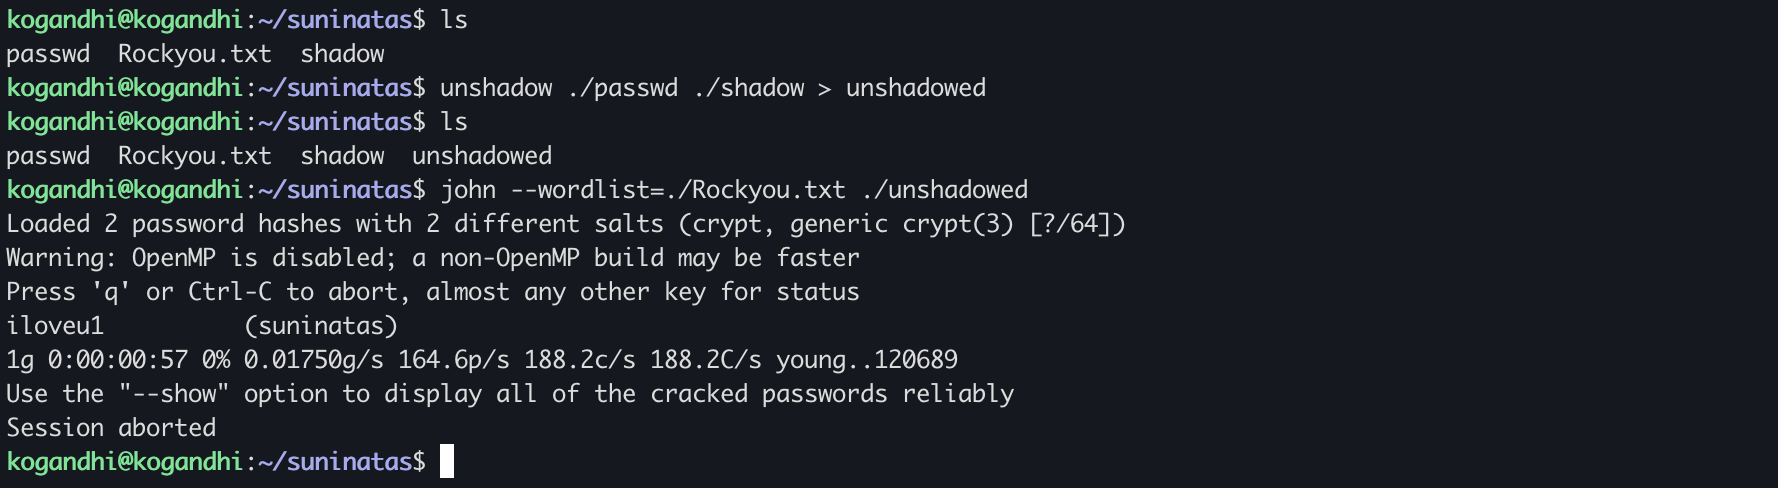 kogandhi@kogandhi:~/suninatas$ ls
passwd  Rockyou.txt  shadow
kogandhi@kogandhi:~/suninatas$ unshadow ./passwd ./shadow > unshadowed
kogandhi@kogandhi:~/suninatas$ ls
passwd  Rockyou.txt  shadow  unshadowed
kogandhi@kogandhi:~/suninatas$ john --wordlist=./Rockyou.txt ./unshadowed
Loaded 2 password hashes with 2 different salts (crypt, generic crypt(3) [?/64])
Warning: OpenMP is disabled; a non-OpenMP build may be faster
Press 'q' or Ctrl-C to abort, almost any other key for status
iloveu1          (suninatas)
1g 0:00:00:57 0% 0.01750g/s 164.6p/s 188.2c/s 188.2C/s young..120689
Use the "--show" option to display all of the cracked passwords reliably
Session aborted
kogandhi@kogandhi:~/suninatas$